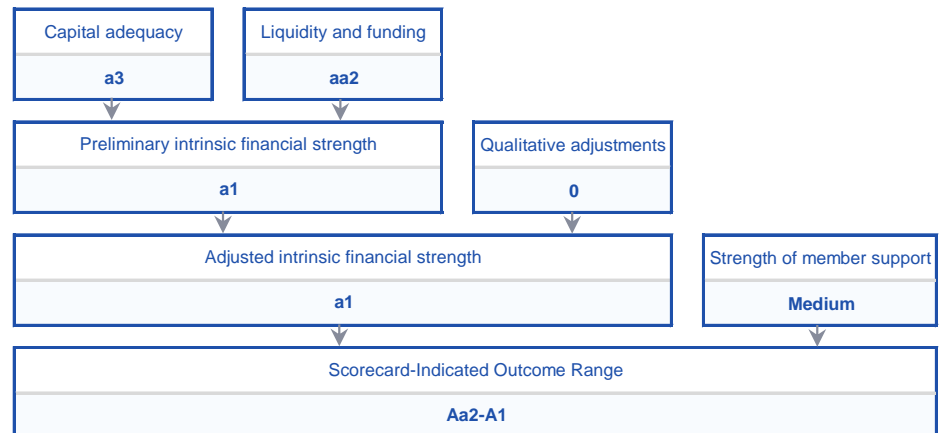 Capital adequacy
Liquidity and funding
a3
aa2
Preliminary intrinsic financial strength
Qualitative adjustments
a1
0
Adjusted intrinsic financial strength
Strength of member support
a1
Medium
Scorecard-Indicated Outcome Range
Aa2-A1